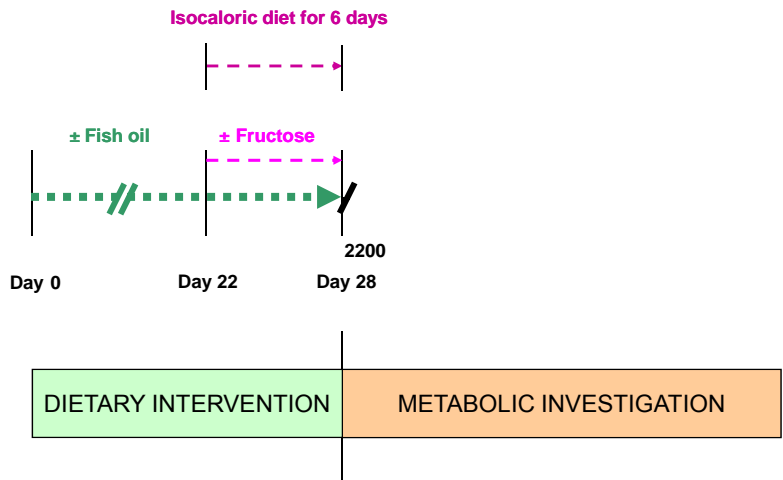 Isocaloric diet for 6 days
± Fish oil ± Fructose
2200
Day 0 Day 22 Day 28
DIETARY INTERVENTION METABOLIC INVESTIGATION